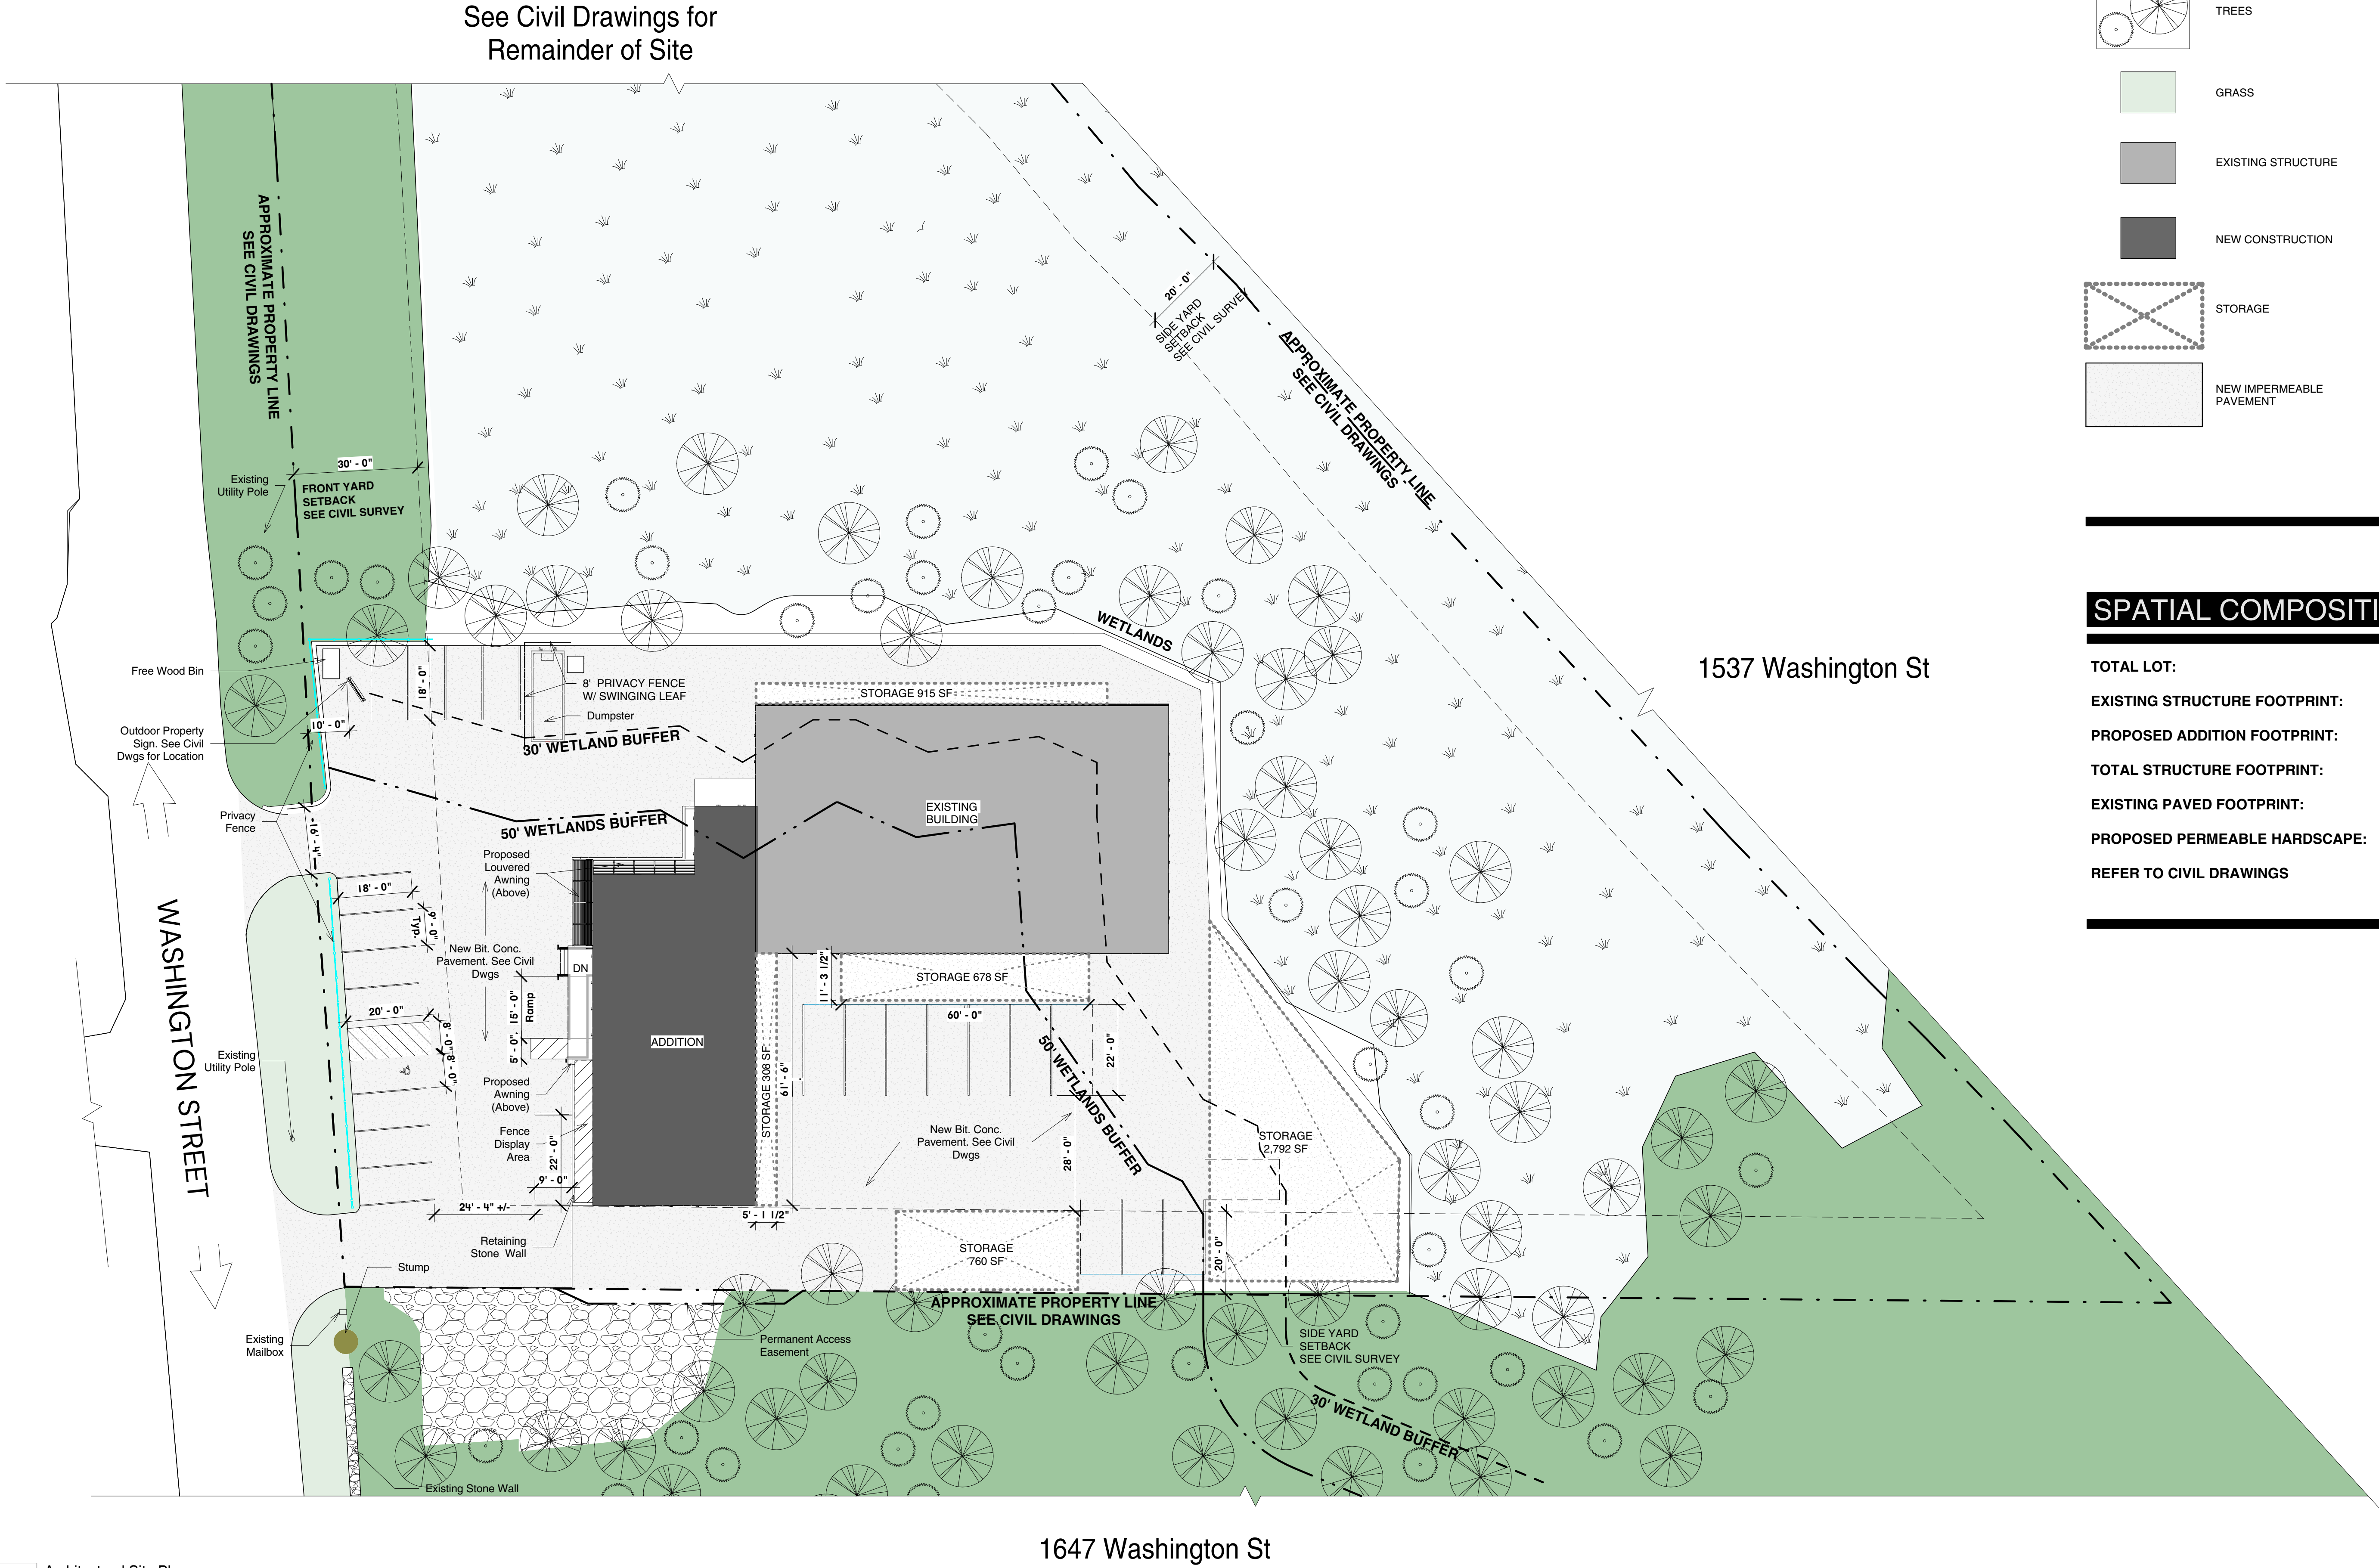 See Civil Drawings for
Remainder of Site
TREES
GRASS
EXISTING STRUCTURE
NEW CONSTRUCTION
STORAGE
NEW IMPERMEABLE
PAVEMENT
APPROXIMATE PROPERTY LINE
SEE CIVIL DRAWINGS
20' - 0"
SIDE YARD
SETBACK
SEE CIVIL SURVEY
APPROXIMATE PROPERTY LINE
SEE CIVIL DRAWINGS
30' - 0"
Existing
Utility Pole
FRONT YARD
SETBACK
SEE CIVIL SURVEY
SPATIAL COMPOSITI
TOTAL LOT:
EXISTING STRUCTURE FOOTPRINT:
PROPOSED ADDITION FOOTPRINT:
TOTAL STRUCTURE FOOTPRINT:
EXISTING PAVED FOOTPRINT:
PROPOSED PERMEABLE HARDSCAPE:
REFER TO CIVIL DRAWINGS
1537 Washington St
WETLANDS
Free Wood Bin
18' - 0"
8' PRIVACY FENCE
W/ SWINGING LEAF
Dumpster
STORAGE 915 SF
10' - 0"
Outdoor Property
Sign. See Civil
Dwgs for Location
30' WETLAND BUFFER
Privacy
Fence
16' - 4"
50' WETLANDS BUFFER
EXISTING
BUILDING
Proposed
Louvered
Awning
(Above)
18' - 0"
9' - 0"
Typ.
New Bit. Conc.
Pavement. See Civil
Dwgs
DN
WASHINGTON STREET
15' - 0"
Ramp
5' - 0"
20' - 0"
8' - 0"
8' - 0"
11' - 3 1/2"
STORAGE 678 SF
60' - 0"
22' - 0"
ADDITION
STORAGE 308 SF
61' - 6"
50' WETLANDS BUFFER
Existing
Utility Pole
Proposed
Awning
(Above)
Fence
Display
Area
22' - 0"
9' - 0"
New Bit. Conc.
Pavement. See Civil
Dwgs
28' - 0"
STORAGE
2,792 SF
24' - 4" +/-
5' - 1 1/2"
Retaining
Stone Wall
STORAGE
760 SF
20' - 0"
Stump
APPROXIMATE PROPERTY LINE
SEE CIVIL DRAWINGS
Existing
Mailbox
Permanent Access
Easement
SIDE YARD
SETBACK
SEE CIVIL SURVEY
30' WETLAND BUFFER
Existing Stone Wall
1647 Washington St